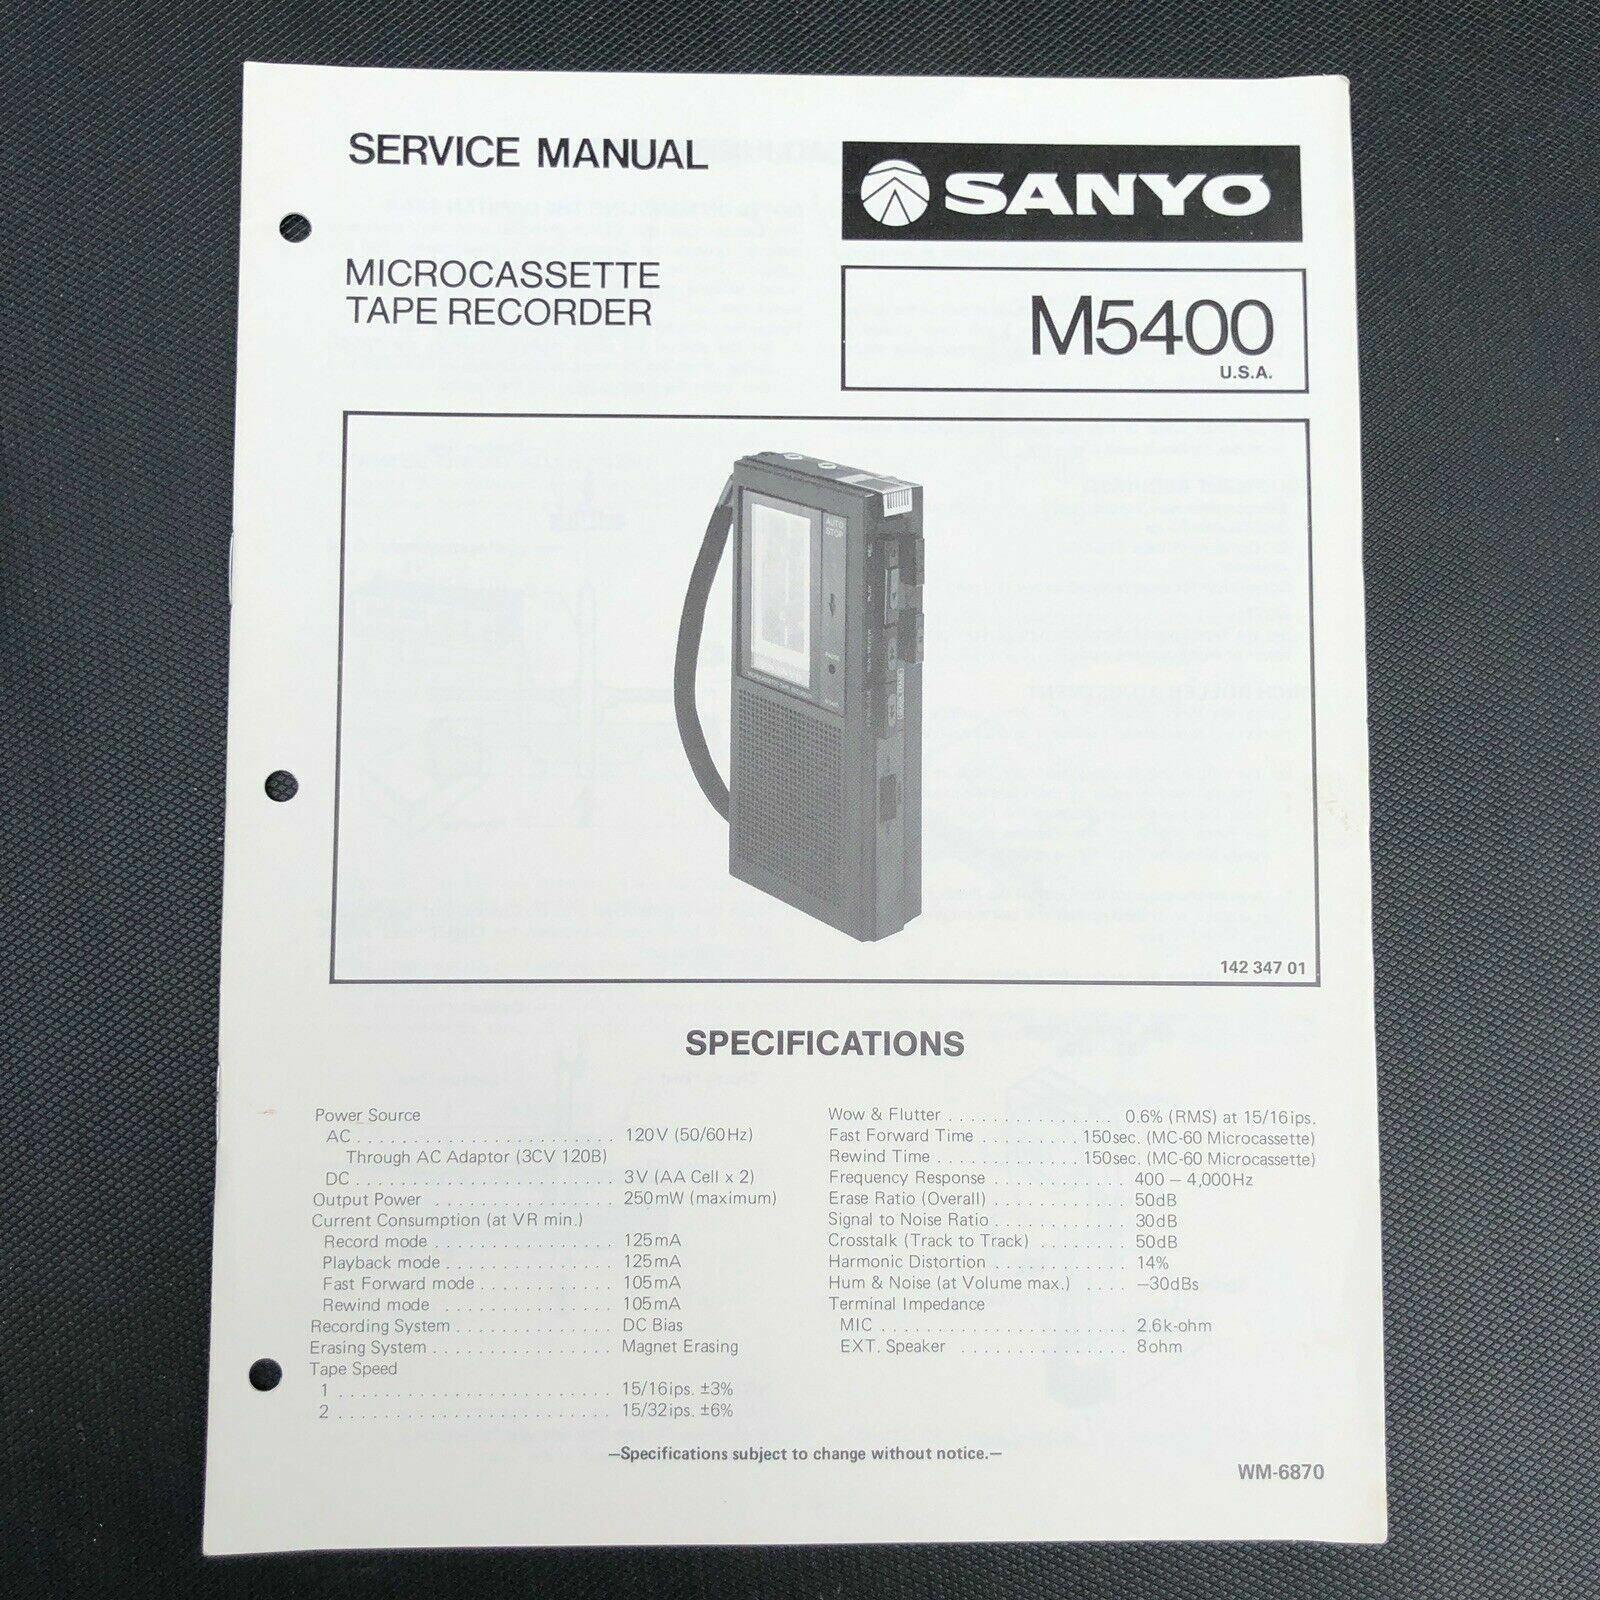 SERVICE MANUAL
SANYO
MICROCASSETTE
TAPE RECORDER
M5400
U.S.A.
AUTO
STOP
142 347 01
SPECIFICATIONS
Power Source
AC . . . . . . . . . . . . . . . . . . . . . . . . 120V (50/60Hz)
Through AC Adaptor (3CV 120B)
DC . . . . . . . . . . . . . . . . . . . . . . . . 3V (AA Cell x 2)
Output Power . . . . . . . . . . . . . . . . 250mW (maximum)
Current Consumption (at VR min.)
Record mode . . . . . . . . . . . . . . . . 125mA
Playback mode . . . . . . . . . . . . . . . 125mA
Fast Forward mode . . . . . . . . . . . . 105mA
Rewind mode . . . . . . . . . . . . . . . 105mA
Recording System . . . . . . . . . . . . . . DC Bias
Erasing System . . . . . . . . . . . . . . . . Magnet Erasing
Tape Speed
1 . . . . . . . . . . . . . . . . . . . . . . . . . 15/16ips. ±3%
2 . . . . . . . . . . . . . . . . . . . . . . . . . 15/32ips. ±6%
Wow & Flutter . . . . . . . . . . . . . . . 0.6% (RMS) at 15/16ips.
Fast Forward Time . . . . . . . . . 150sec. (MC-60 Microcassette)
Rewind Time . . . . . . . . . . . . . 150sec. (MC-60 Microcassette)
Frequency Response . . . . . . . . . . . . 400 – 4,000Hz
Erase Ratio (Overall) . . . . . . . . . . . . 50dB
Signal to Noise Ratio . . . . . . . . . . . . 30dB
Crosstalk (Track to Track) . . . . . . . . 50dB
Harmonic Distortion . . . . . . . . . . . . 14%
Hum & Noise (at Volume max.) . . . . –30dBs
Terminal Impedance
MIC . . . . . . . . . . . . . . . . . . . . . . 2.6k-ohm
EXT. Speaker . . . . . . . . . . . . . . . 8ohm
–Specifications subject to change without notice.–
WM-6870